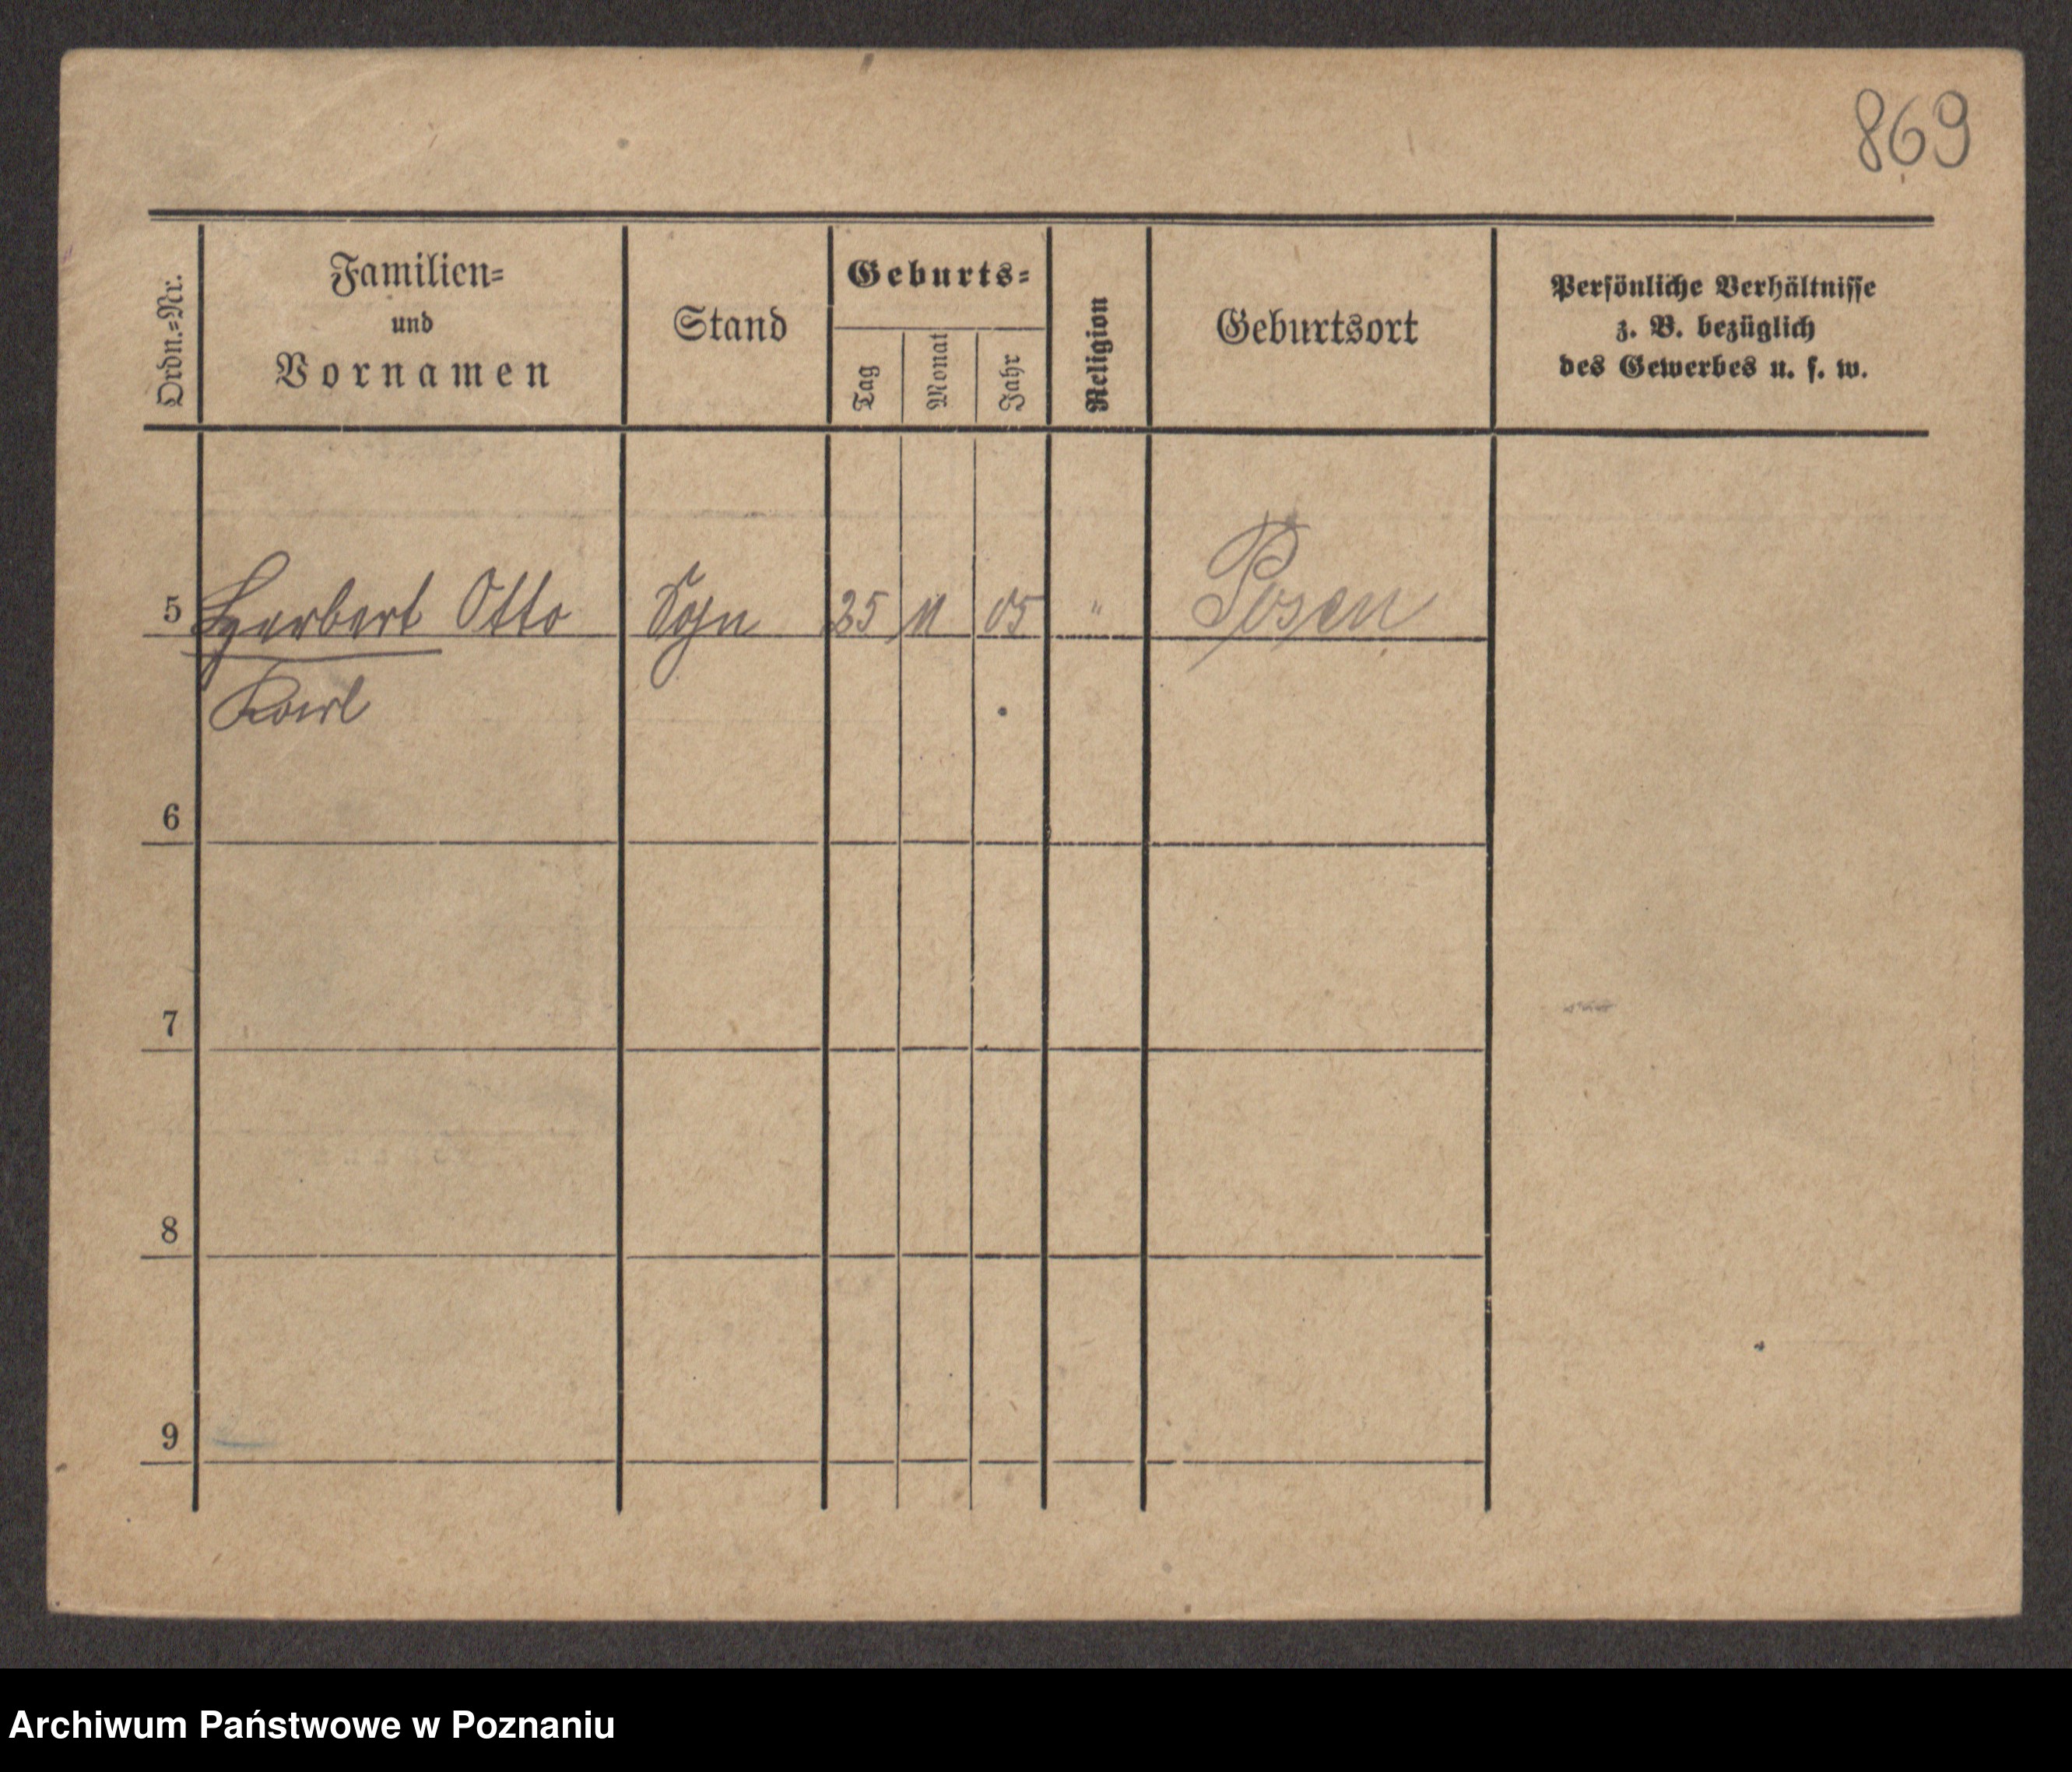 869
Ordn.=Nr.
Familien=
und
Vornamen
Stand
Geburts=
Tag
Monat
Jahr
Religion
Geburtsort
Persönliche Verhältnisse
z. B. bezüglich
des Gewerbes u. s. w.
5 Herbert Otto Sohn 25 11 05 " Posen
Karl
6
7
8
9
Archiwum Państwowe w Poznaniu